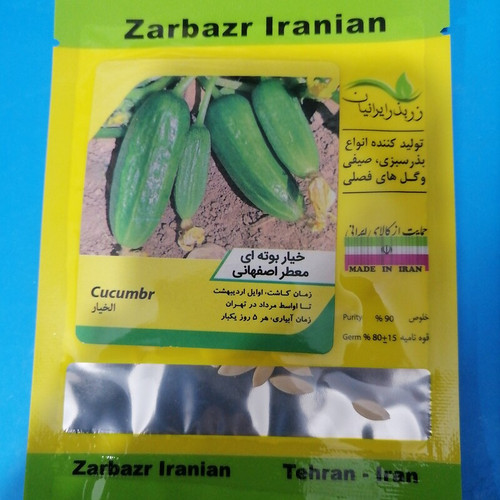 Zarbazr Iranian
زربذر ایرانیان
تولید کننده انواع
بذر سبزی، صیفی
و گل های فصلی
حمایت از کالای ایرانی
MADE IN IRAN
خیار بوته ای
معطر اصفهانی
Cucumbr
الخیار
زمان کاشت، اوایل اردیبهشت
تا اواسط مرداد در تهران
زمان آبیاری، هر ۵ روز یکبار
Purity % 90 خلوص
Germ % 80±15 قوه نامیه
Zarbazr Iranian Tehran - Iran